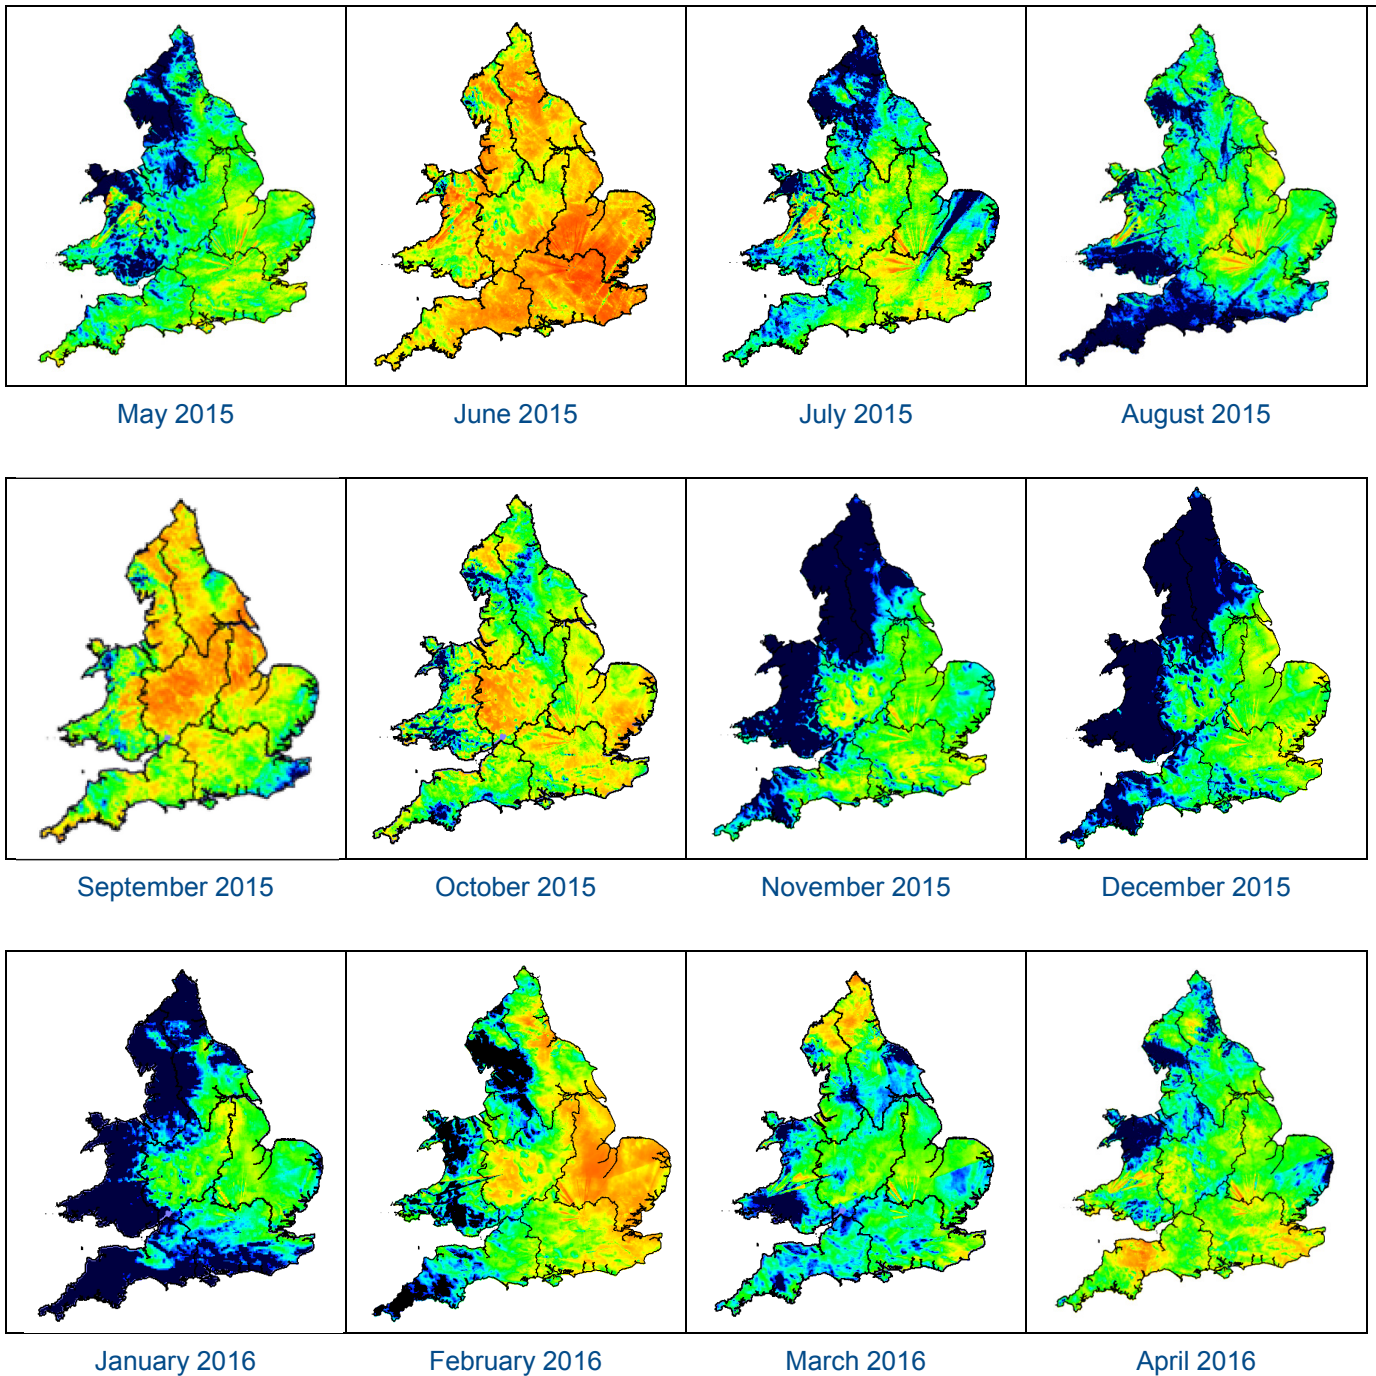 May 2015
June 2015
July 2015
August 2015
September 2015
October 2015
November 2015
December 2015
January 2016
February 2016
March 2016
April 2016